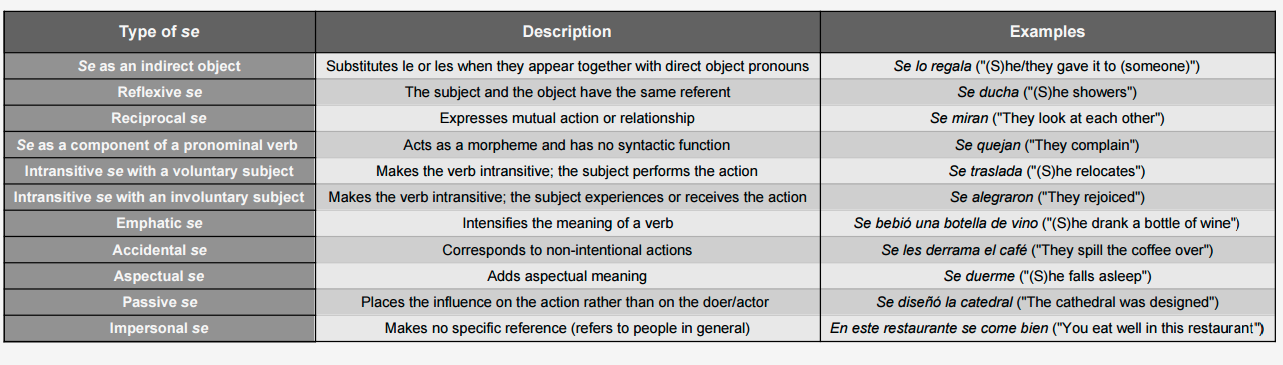 Type of se Description Examples
Se as an indirect object Substitutes le or les when they appear together with direct object pronouns Se lo regala ("(S)he/they gave it to (someone)")
Reflexive se The subject and the object have the same referent Se ducha ("(S)he showers")
Reciprocal se Expresses mutual action or relationship Se miran ("They look at each other")
Se as a component of a pronominal verb Acts as a morpheme and has no syntactic function Se quejan ("They complain")
Intransitive se with a voluntary subject Makes the verb intransitive; the subject performs the action Se traslada ("(S)he relocates")
Intransitive se with an involuntary subject Makes the verb intransitive; the subject experiences or receives the action Se alegraron ("They rejoiced")
Emphatic se Intensifies the meaning of a verb Se bebió una botella de vino ("(S)he drank a bottle of wine")
Accidental se Corresponds to non-intentional actions Se les derrama el café ("They spill the coffee over")
Aspectual se Adds aspectual meaning Se duerme ("(S)he falls asleep")
Passive se Places the influence on the action rather than on the doer/actor Se diseñó la catedral ("The cathedral was designed")
Impersonal se Makes no specific reference (refers to people in general) En este restaurante se come bien ("You eat well in this restaurant")